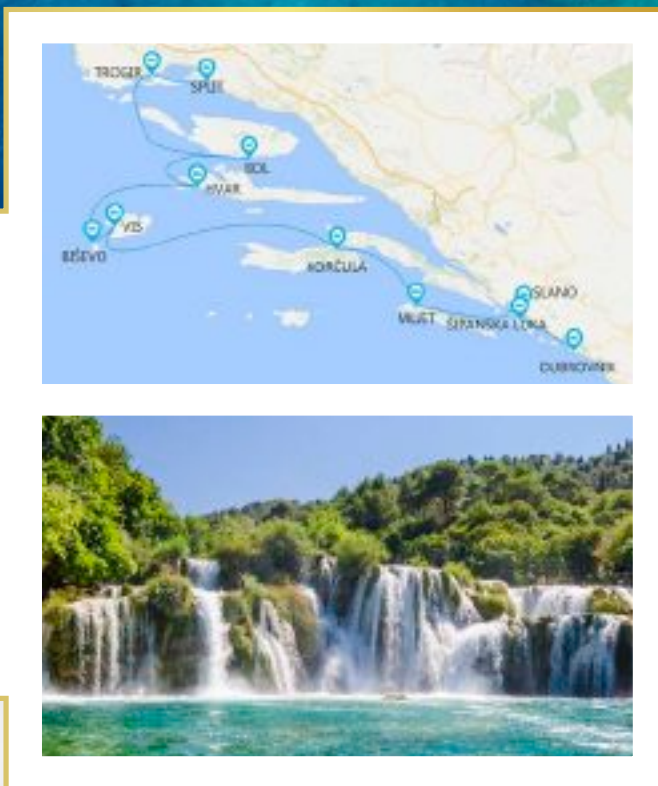 TROGIR
SPLIT
BOL
HVAR
VIS
BIŠEVO
KORČULA
SLANO
MLJET
ŠIPANSKA LUKA
DUBROVNIK